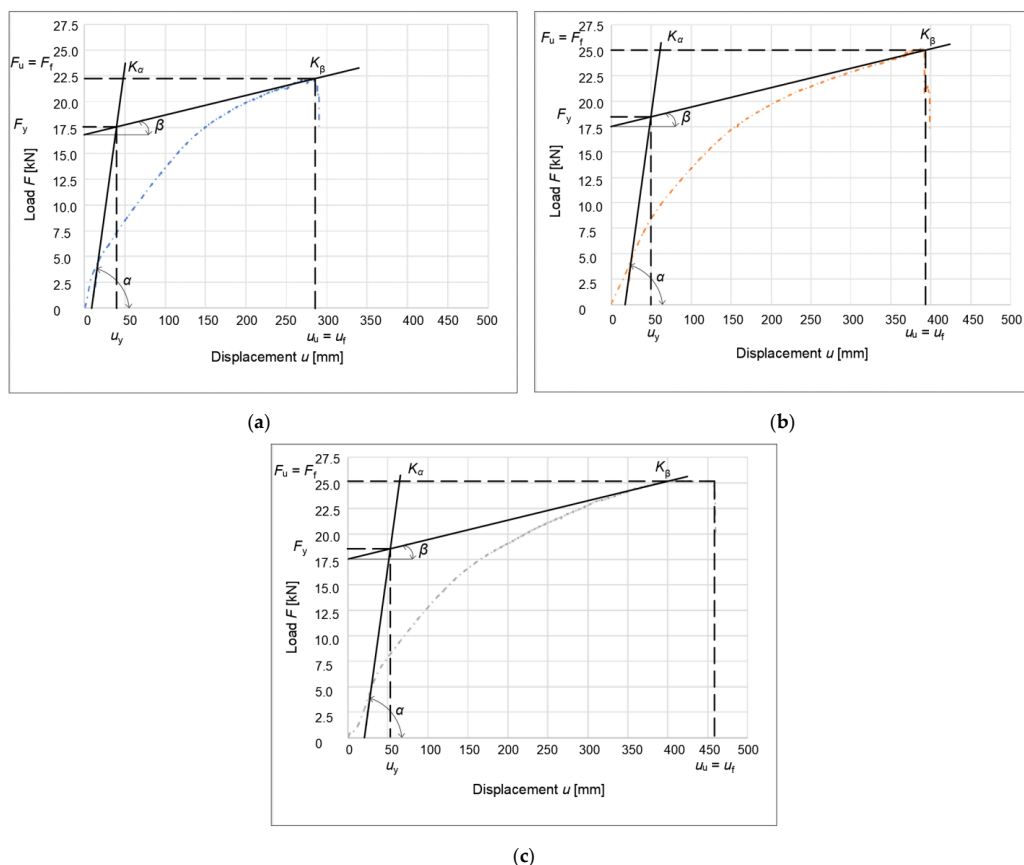 27.5
25.0
22.5
20.0
17.5
15.0
12.5
10.0
7.5
5.0
2.5
0
Fu = Ff
Fy
Load F [kN]
Kα
Kβ
β
α
0 50 100 150 200 250 300 350 400 450 500
uy
uu = uf
Displacement u [mm]
(a)
27.5
25.0
22.5
20.0
17.5
15.0
12.5
10.0
7.5
5.0
2.5
0
Fu = Ff
Fy
Load F [kN]
Kα
Kβ
β
α
0 50 100 150 200 250 300 350 400 450 500
uy
uu = uf
Displacement u [mm]
(b)
27.5
25.0
22.5
20.0
17.5
15.0
12.5
10.0
7.5
5.0
2.5
0
Fu = Ff
Fy
Load F [kN]
Kα
Kβ
β
α
0 50 100 150 200 250 300 350 400 450 500
uy
uu = uf
Displacement u [mm]
(c)